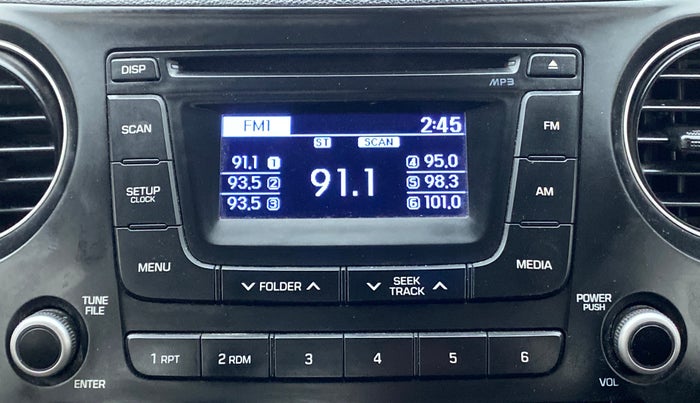 DISP
MP3
SCAN
FM1 2:45
FM
ST SCAN
91.1 1 4 95.0
93.5 2 91.1 5 98.3
93.5 3 6 101.0
SETUP
CLOCK
AM
MENU
MEDIA
FOLDER
SEEK
TRACK
TUNE
FILE
POWER
PUSH
1 RPT 2 RDM 3 4 5 6
ENTER
VOL